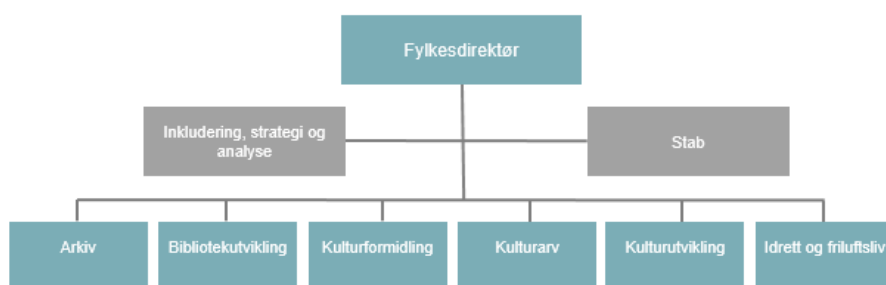 Fylkesdirektør
Inkludering, strategi og
analyse
Stab
Arkiv
Bibliotekutvikling
Kulturformidling
Kulturarv
Kulturutvikling
Idrett og friluftsliv